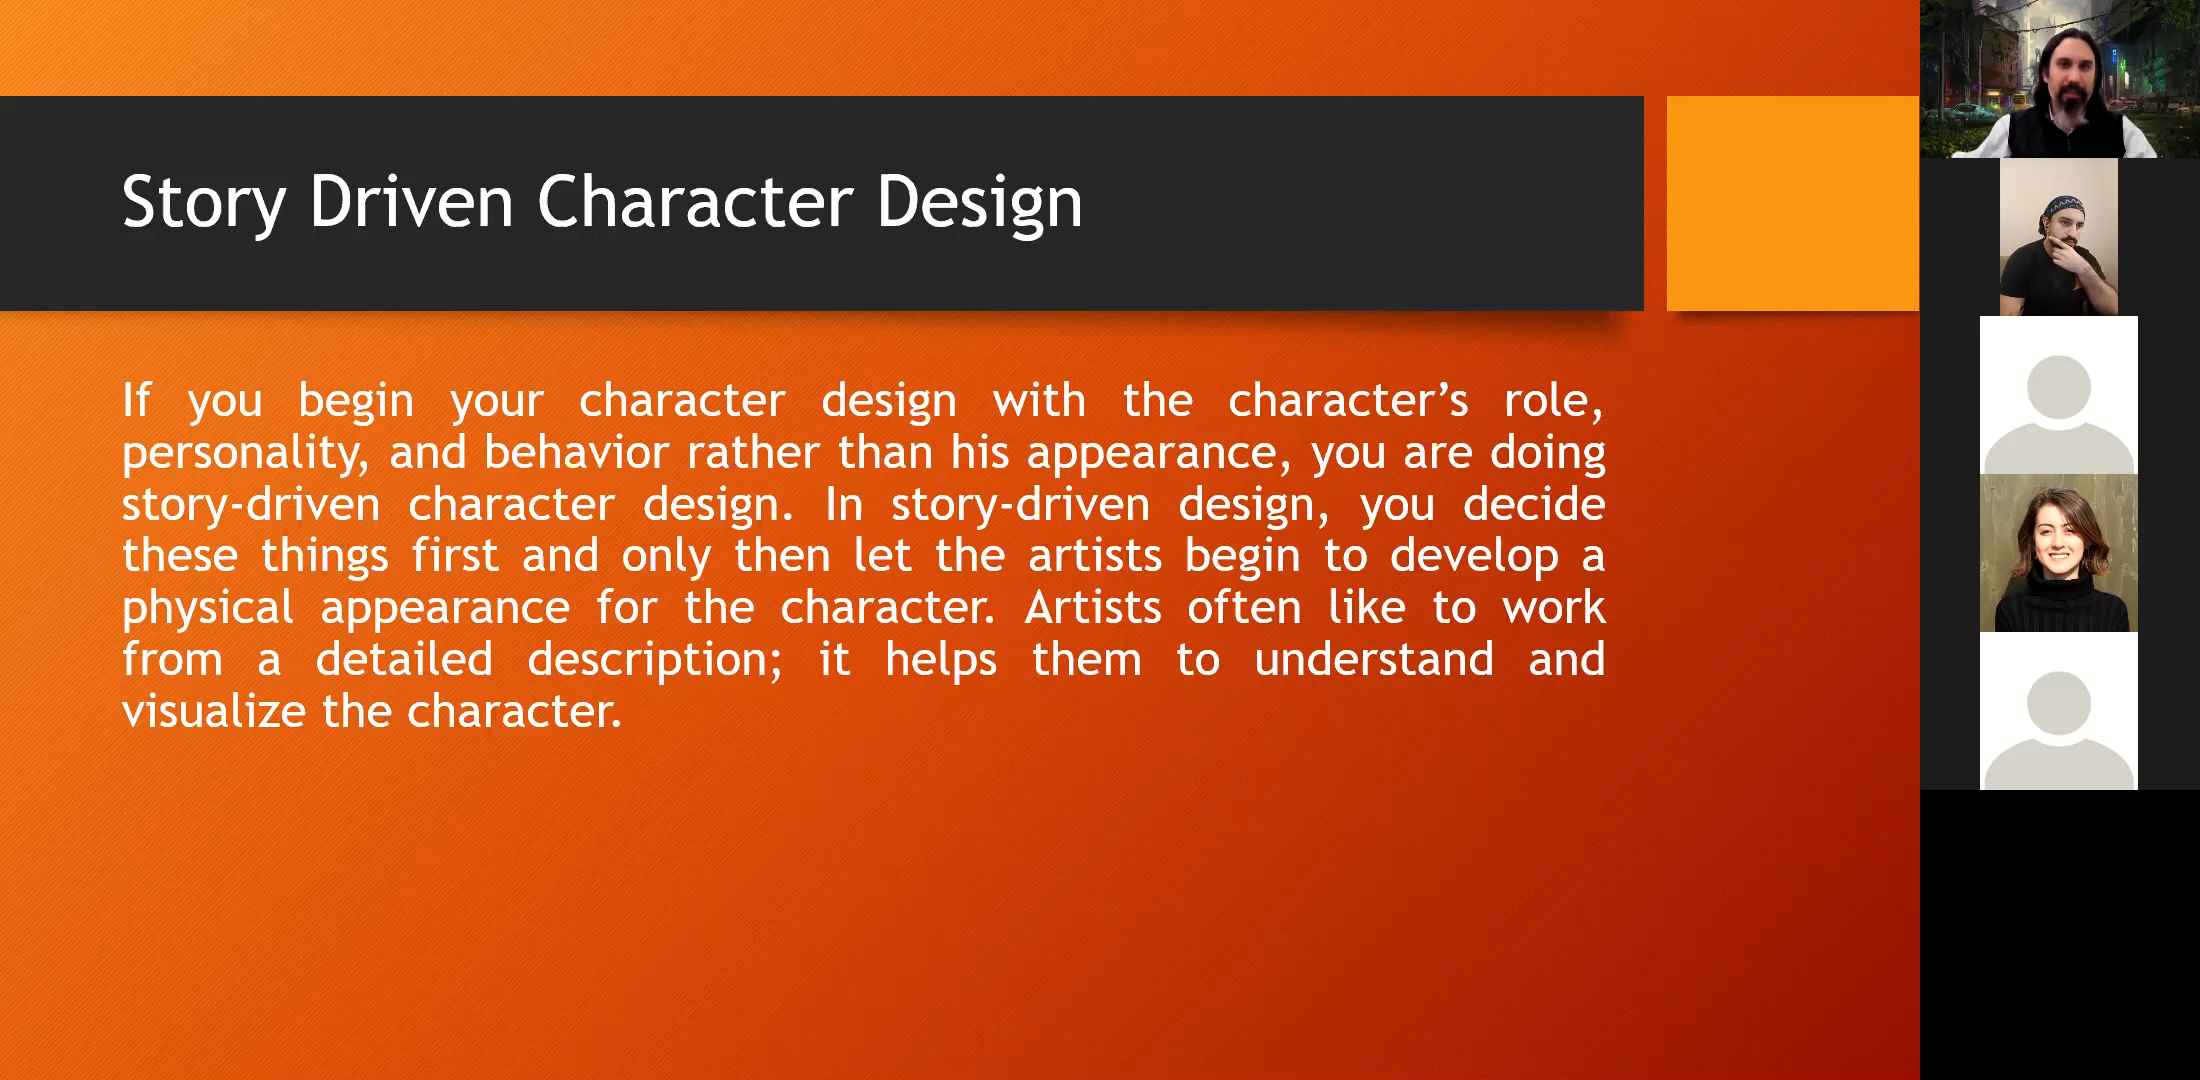 Story Driven Character Design
If you begin your character design with the character’s role,
personality, and behavior rather than his appearance, you are doing
story-driven character design. In story-driven design, you decide
these things first and only then let the artists begin to develop a
physical appearance for the character. Artists often like to work
from a detailed description; it helps them to understand and
visualize the character.